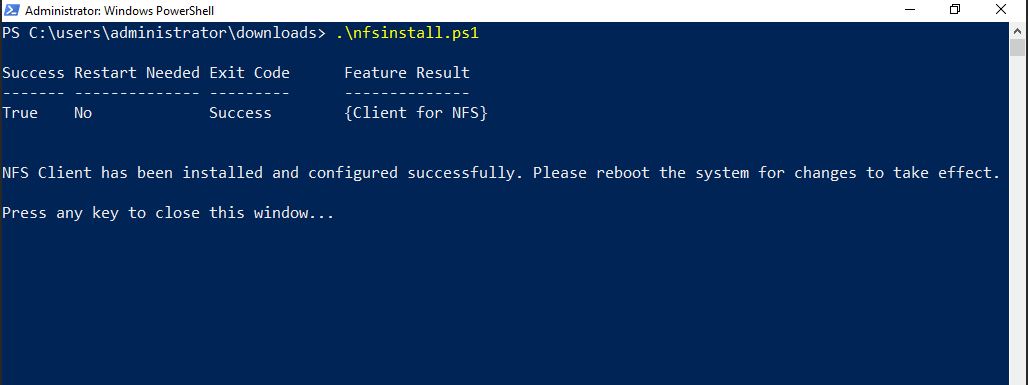 Administrator: Windows PowerShell
PS C:\users\administrator\downloads> .\nfsinstall.ps1
Success Restart Needed Exit Code      Feature Result
------- -------------- ---------      --------------
True    No             Success        {Client for NFS}
NFS Client has been installed and configured successfully. Please reboot the system for changes to take effect.
Press any key to close this window...